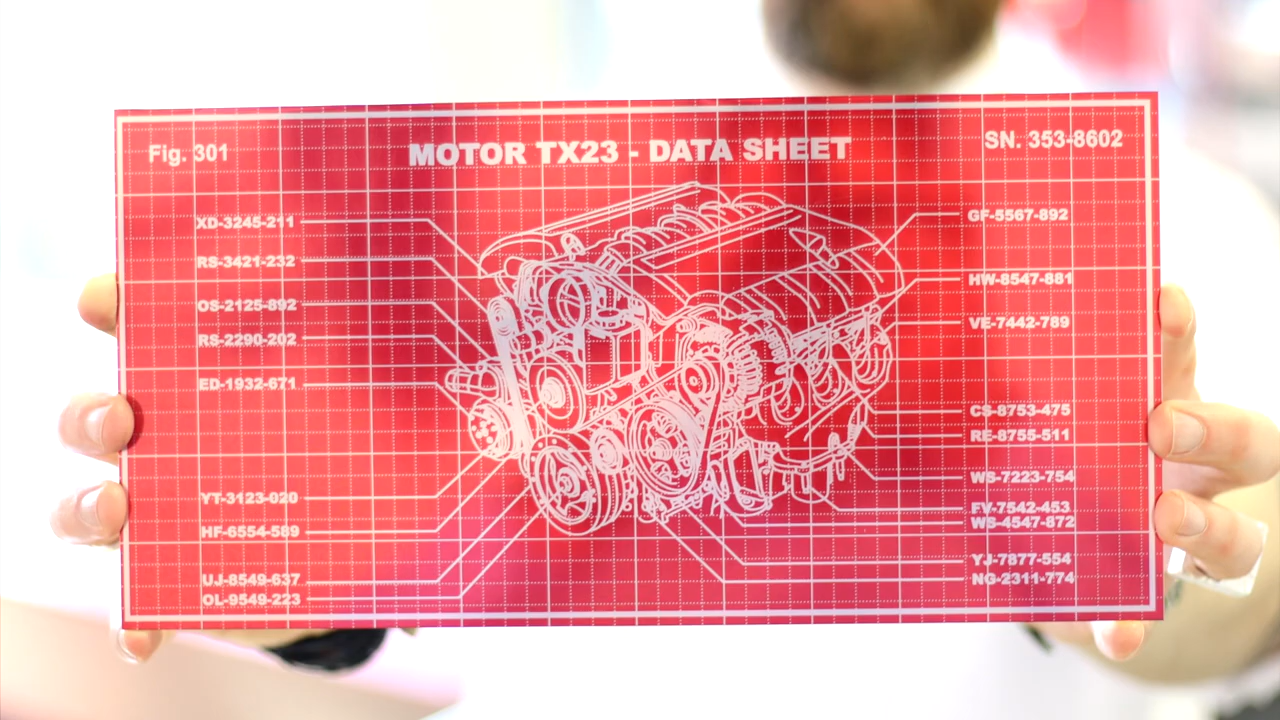 Fig. 301
MOTOR TX23 - DATA SHEET
SN. 353-8602
XD-3245-211
RS-3421-232
OS-2125-892
RS-2290-202
ED-1932-671
YT-3123-020
HF-6554-589
UJ-8549-637
OL-9549-223
GF-5567-892
HW-8547-881
VE-7442-789
CS-8753-475
RE-8755-511
WS-7223-754
FV-7542-453
WS-4547-872
YJ-7877-554
NG-2311-774